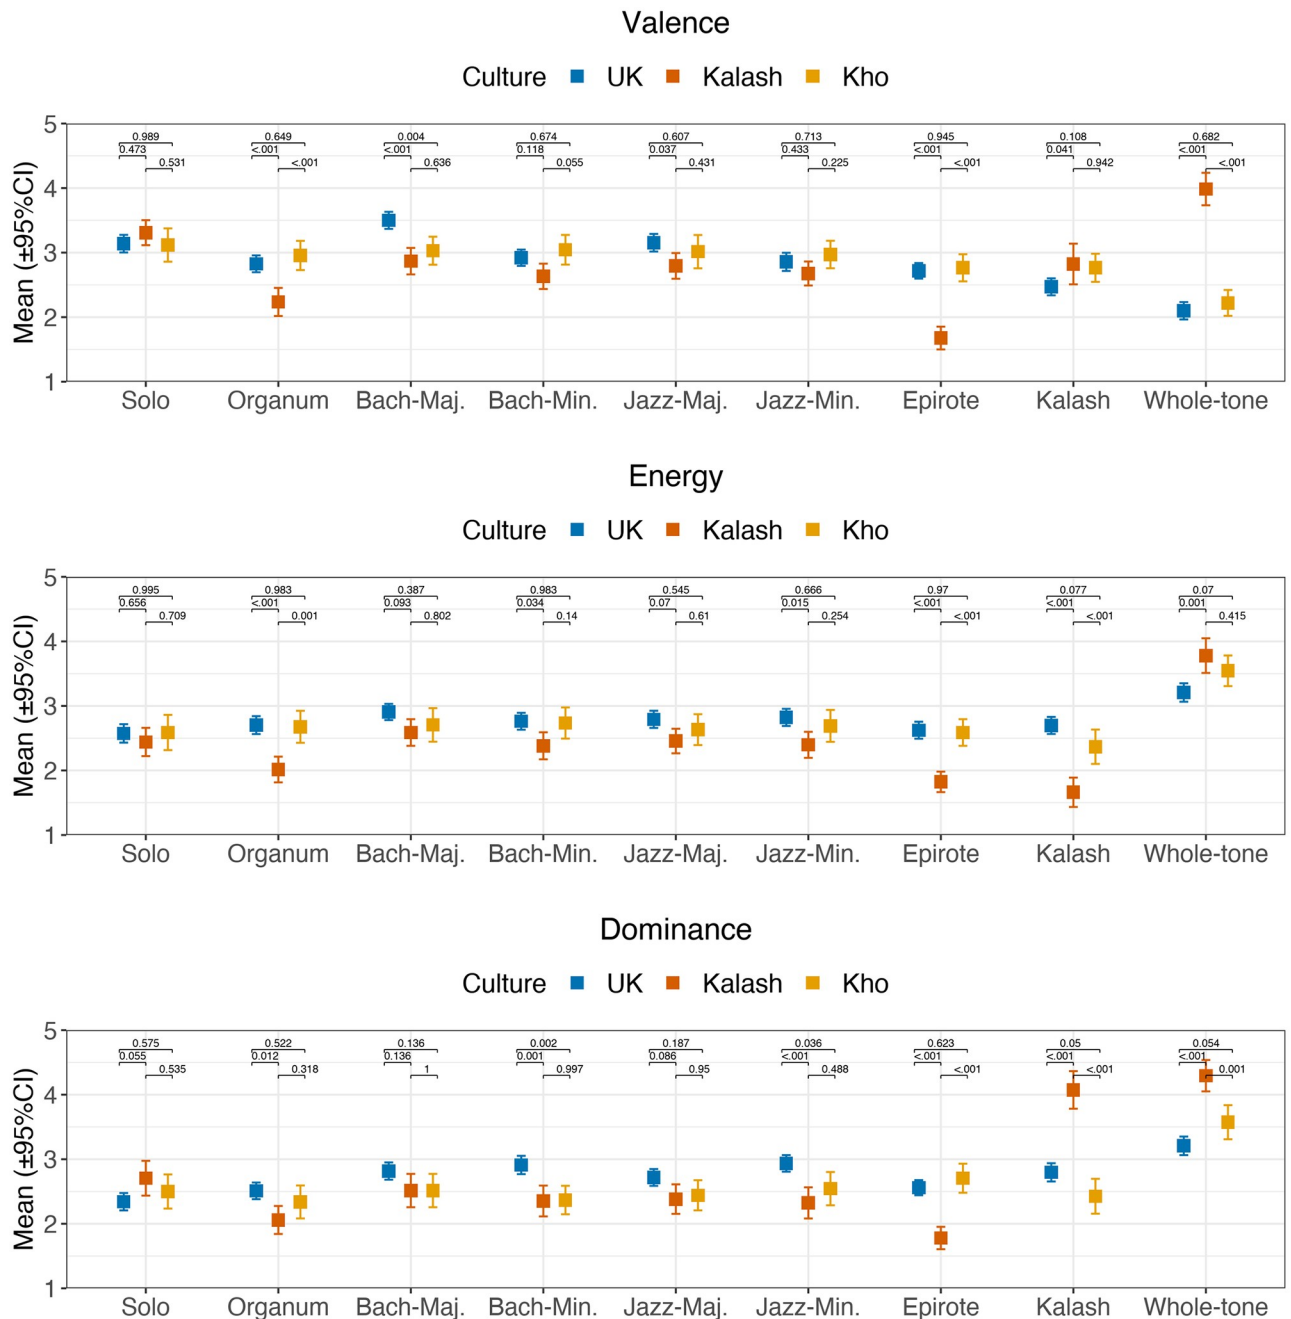 Valence
Culture UK Kalash Kho
Mean (±95%CI)
5
4
3
2
1
0.989 0.649 0.004 0.674 0.607 0.713 0.945 0.108 0.682
0.473 <.001 <.001 0.118 0.037 0.433 <.001 0.041 <.001
0.531 <.001 0.636 0.055 0.431 0.225 <.001 0.942 <.001
Solo Organum Bach-Maj. Bach-Min. Jazz-Maj. Jazz-Min. Epirote Kalash Whole-tone
Energy
Culture UK Kalash Kho
Mean (±95%CI)
5
4
3
2
1
0.995 0.983 0.387 0.983 0.545 0.666 0.97 0.077 0.07
0.656 <.001 0.093 0.034 0.07 0.015 <.001 <.001 0.001
0.709 0.001 0.802 0.14 0.61 0.254 <.001 <.001 0.415
Solo Organum Bach-Maj. Bach-Min. Jazz-Maj. Jazz-Min. Epirote Kalash Whole-tone
Dominance
Culture UK Kalash Kho
Mean (±95%CI)
5
4
3
2
1
0.575 0.522 0.136 0.002 0.187 0.036 0.623 0.05 0.054
0.055 0.012 0.136 0.001 0.086 <.001 <.001 <.001 <.001
0.535 0.318 1 0.997 0.95 0.488 <.001 <.001 0.001
Solo Organum Bach-Maj. Bach-Min. Jazz-Maj. Jazz-Min. Epirote Kalash Whole-tone